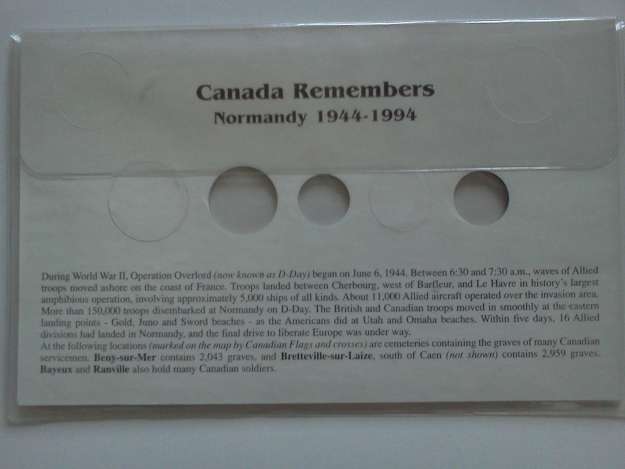 Canada Remembers
Normandy 1944-1994
During World War II, Operation Overlord (now known as D-Day) began on June 6, 1944. Between 6:30 and 7:30 a.m., waves of Allied
troops moved ashore on the coast of France. Troops landed between Cherbourg, west of Barfleur, and Le Havre in history's largest
amphibious operation, involving approximately 5,000 ships of all kinds. About 11,000 Allied aircraft operated over the invasion area.
More than 150,000 troops disembarked at Normandy on D-Day. The British and Canadian troops moved in smoothly at the eastern
landing points - Gold, Juno and Sword beaches - as the Americans did at Utah and Omaha beaches. Within five days, 16 Allied
divisions had landed in Normandy, and the final drive to liberate Europe was under way.
At the following locations (marked on the map by Canadian Flags and crosses) are cemeteries containing the graves of many Canadian
servicemen. Beny-sur-Mer contains 2,043 graves, and Bretteville-sur-Laize, south of Caen (not shown) contains 2,959 graves.
Bayeux and Ranville also hold many Canadian soldiers.